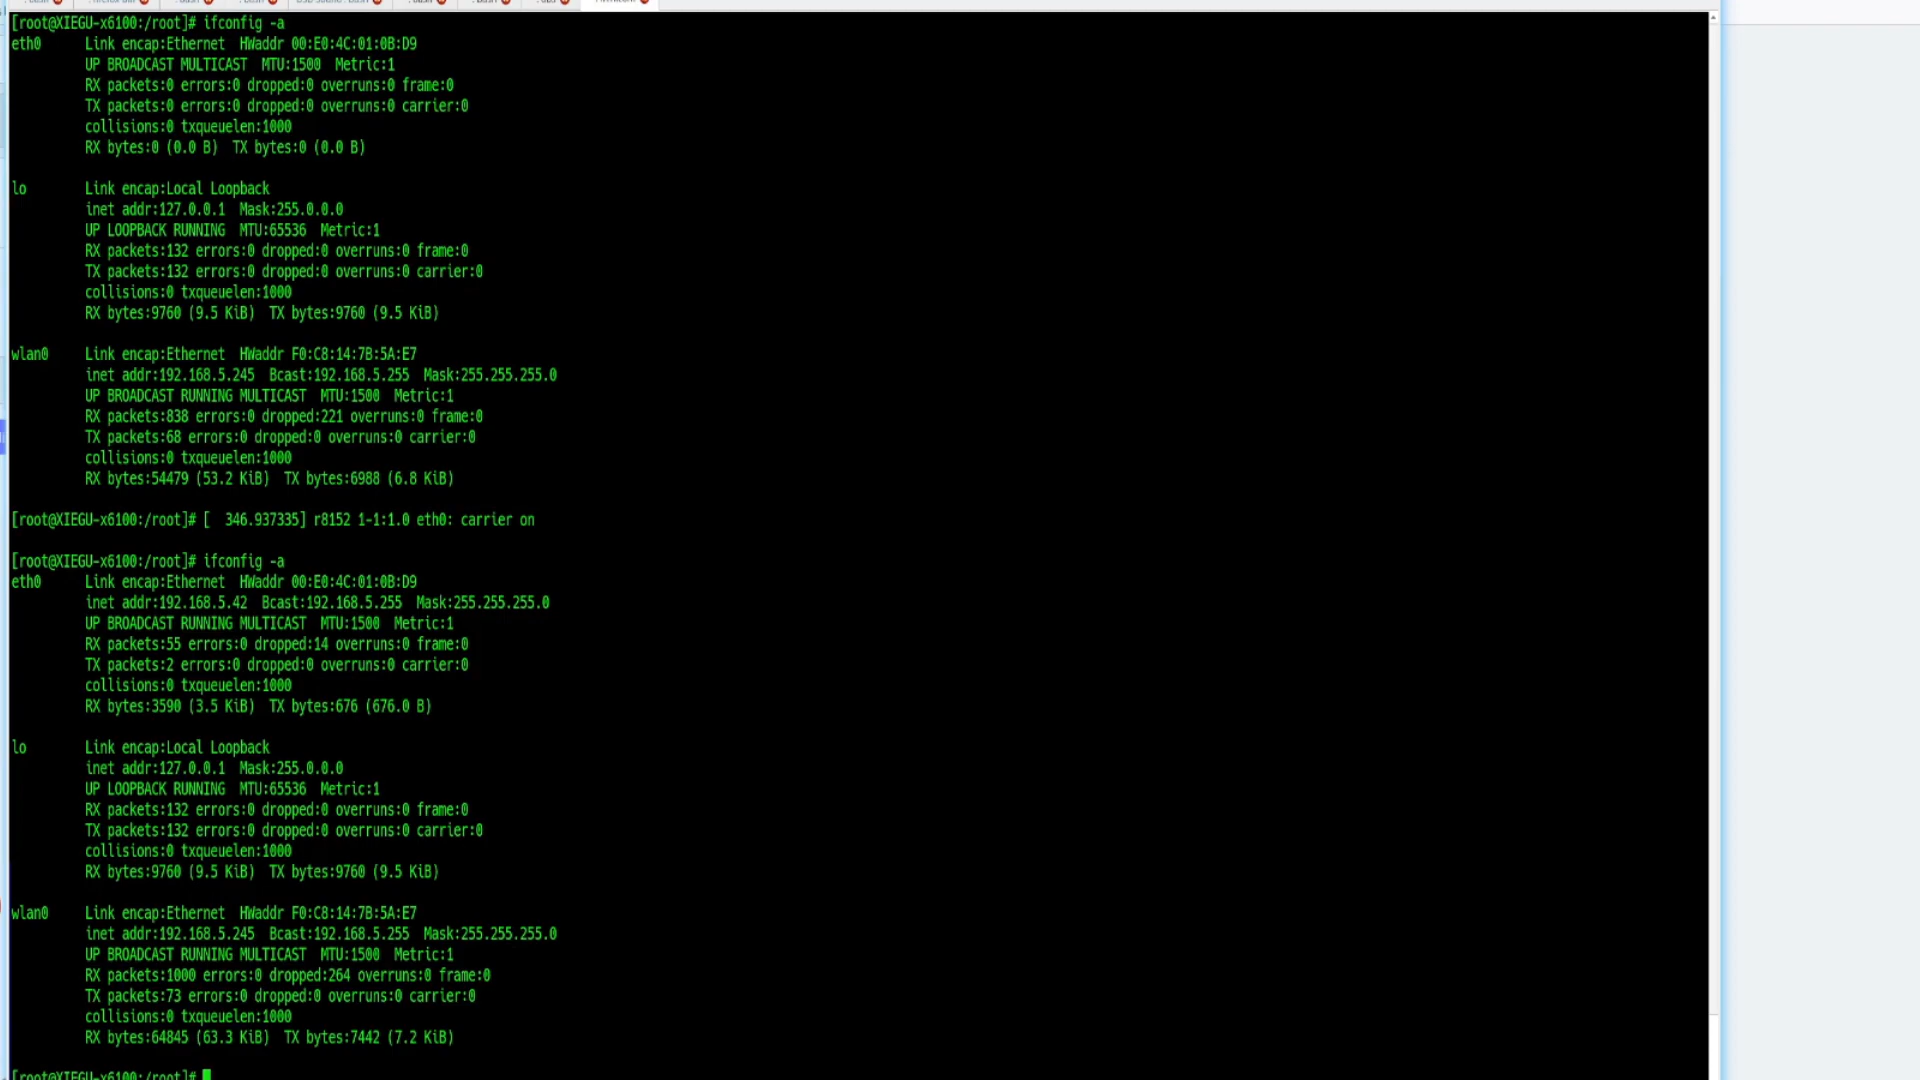 [root@XIEGU-x6100:/root]# ifconfig -a
eth0 Link encap:Ethernet HWaddr 00:E0:4C:01:0B:D9
UP BROADCAST MULTICAST MTU:1500 Metric:1
RX packets:0 errors:0 dropped:0 overruns:0 frame:0
TX packets:0 errors:0 dropped:0 overruns:0 carrier:0
collisions:0 txqueuelen:1000
RX bytes:0 (0.0 B) TX bytes:0 (0.0 B)
lo Link encap:Local Loopback
inet addr:127.0.0.1 Mask:255.0.0.0
UP LOOPBACK RUNNING MTU:65536 Metric:1
RX packets:132 errors:0 dropped:0 overruns:0 frame:0
TX packets:132 errors:0 dropped:0 overruns:0 carrier:0
collisions:0 txqueuelen:1000
RX bytes:9760 (9.5 KiB) TX bytes:9760 (9.5 KiB)
wlan0 Link encap:Ethernet HWaddr F0:C8:14:7B:5A:E7
inet addr:192.168.5.245 Bcast:192.168.5.255 Mask:255.255.255.0
UP BROADCAST RUNNING MULTICAST MTU:1500 Metric:1
RX packets:838 errors:0 dropped:221 overruns:0 frame:0
TX packets:68 errors:0 dropped:0 overruns:0 carrier:0
collisions:0 txqueuelen:1000
RX bytes:54479 (53.2 KiB) TX bytes:6988 (6.8 KiB)
[root@XIEGU-x6100:/root]# [ 346.937335] r8152 1-1:1.0 eth0: carrier on
[root@XIEGU-x6100:/root]# ifconfig -a
eth0 Link encap:Ethernet HWaddr 00:E0:4C:01:0B:D9
inet addr:192.168.5.42 Bcast:192.168.5.255 Mask:255.255.255.0
UP BROADCAST RUNNING MULTICAST MTU:1500 Metric:1
RX packets:55 errors:0 dropped:14 overruns:0 frame:0
TX packets:2 errors:0 dropped:0 overruns:0 carrier:0
collisions:0 txqueuelen:1000
RX bytes:3590 (3.5 KiB) TX bytes:676 (676.0 B)
lo Link encap:Local Loopback
inet addr:127.0.0.1 Mask:255.0.0.0
UP LOOPBACK RUNNING MTU:65536 Metric:1
RX packets:132 errors:0 dropped:0 overruns:0 frame:0
TX packets:132 errors:0 dropped:0 overruns:0 carrier:0
collisions:0 txqueuelen:1000
RX bytes:9760 (9.5 KiB) TX bytes:9760 (9.5 KiB)
wlan0 Link encap:Ethernet HWaddr F0:C8:14:7B:5A:E7
inet addr:192.168.5.245 Bcast:192.168.5.255 Mask:255.255.255.0
UP BROADCAST RUNNING MULTICAST MTU:1500 Metric:1
RX packets:1000 errors:0 dropped:264 overruns:0 frame:0
TX packets:73 errors:0 dropped:0 overruns:0 carrier:0
collisions:0 txqueuelen:1000
RX bytes:64845 (63.3 KiB) TX bytes:7442 (7.2 KiB)
[root@XIEGU-x6100:/root]#